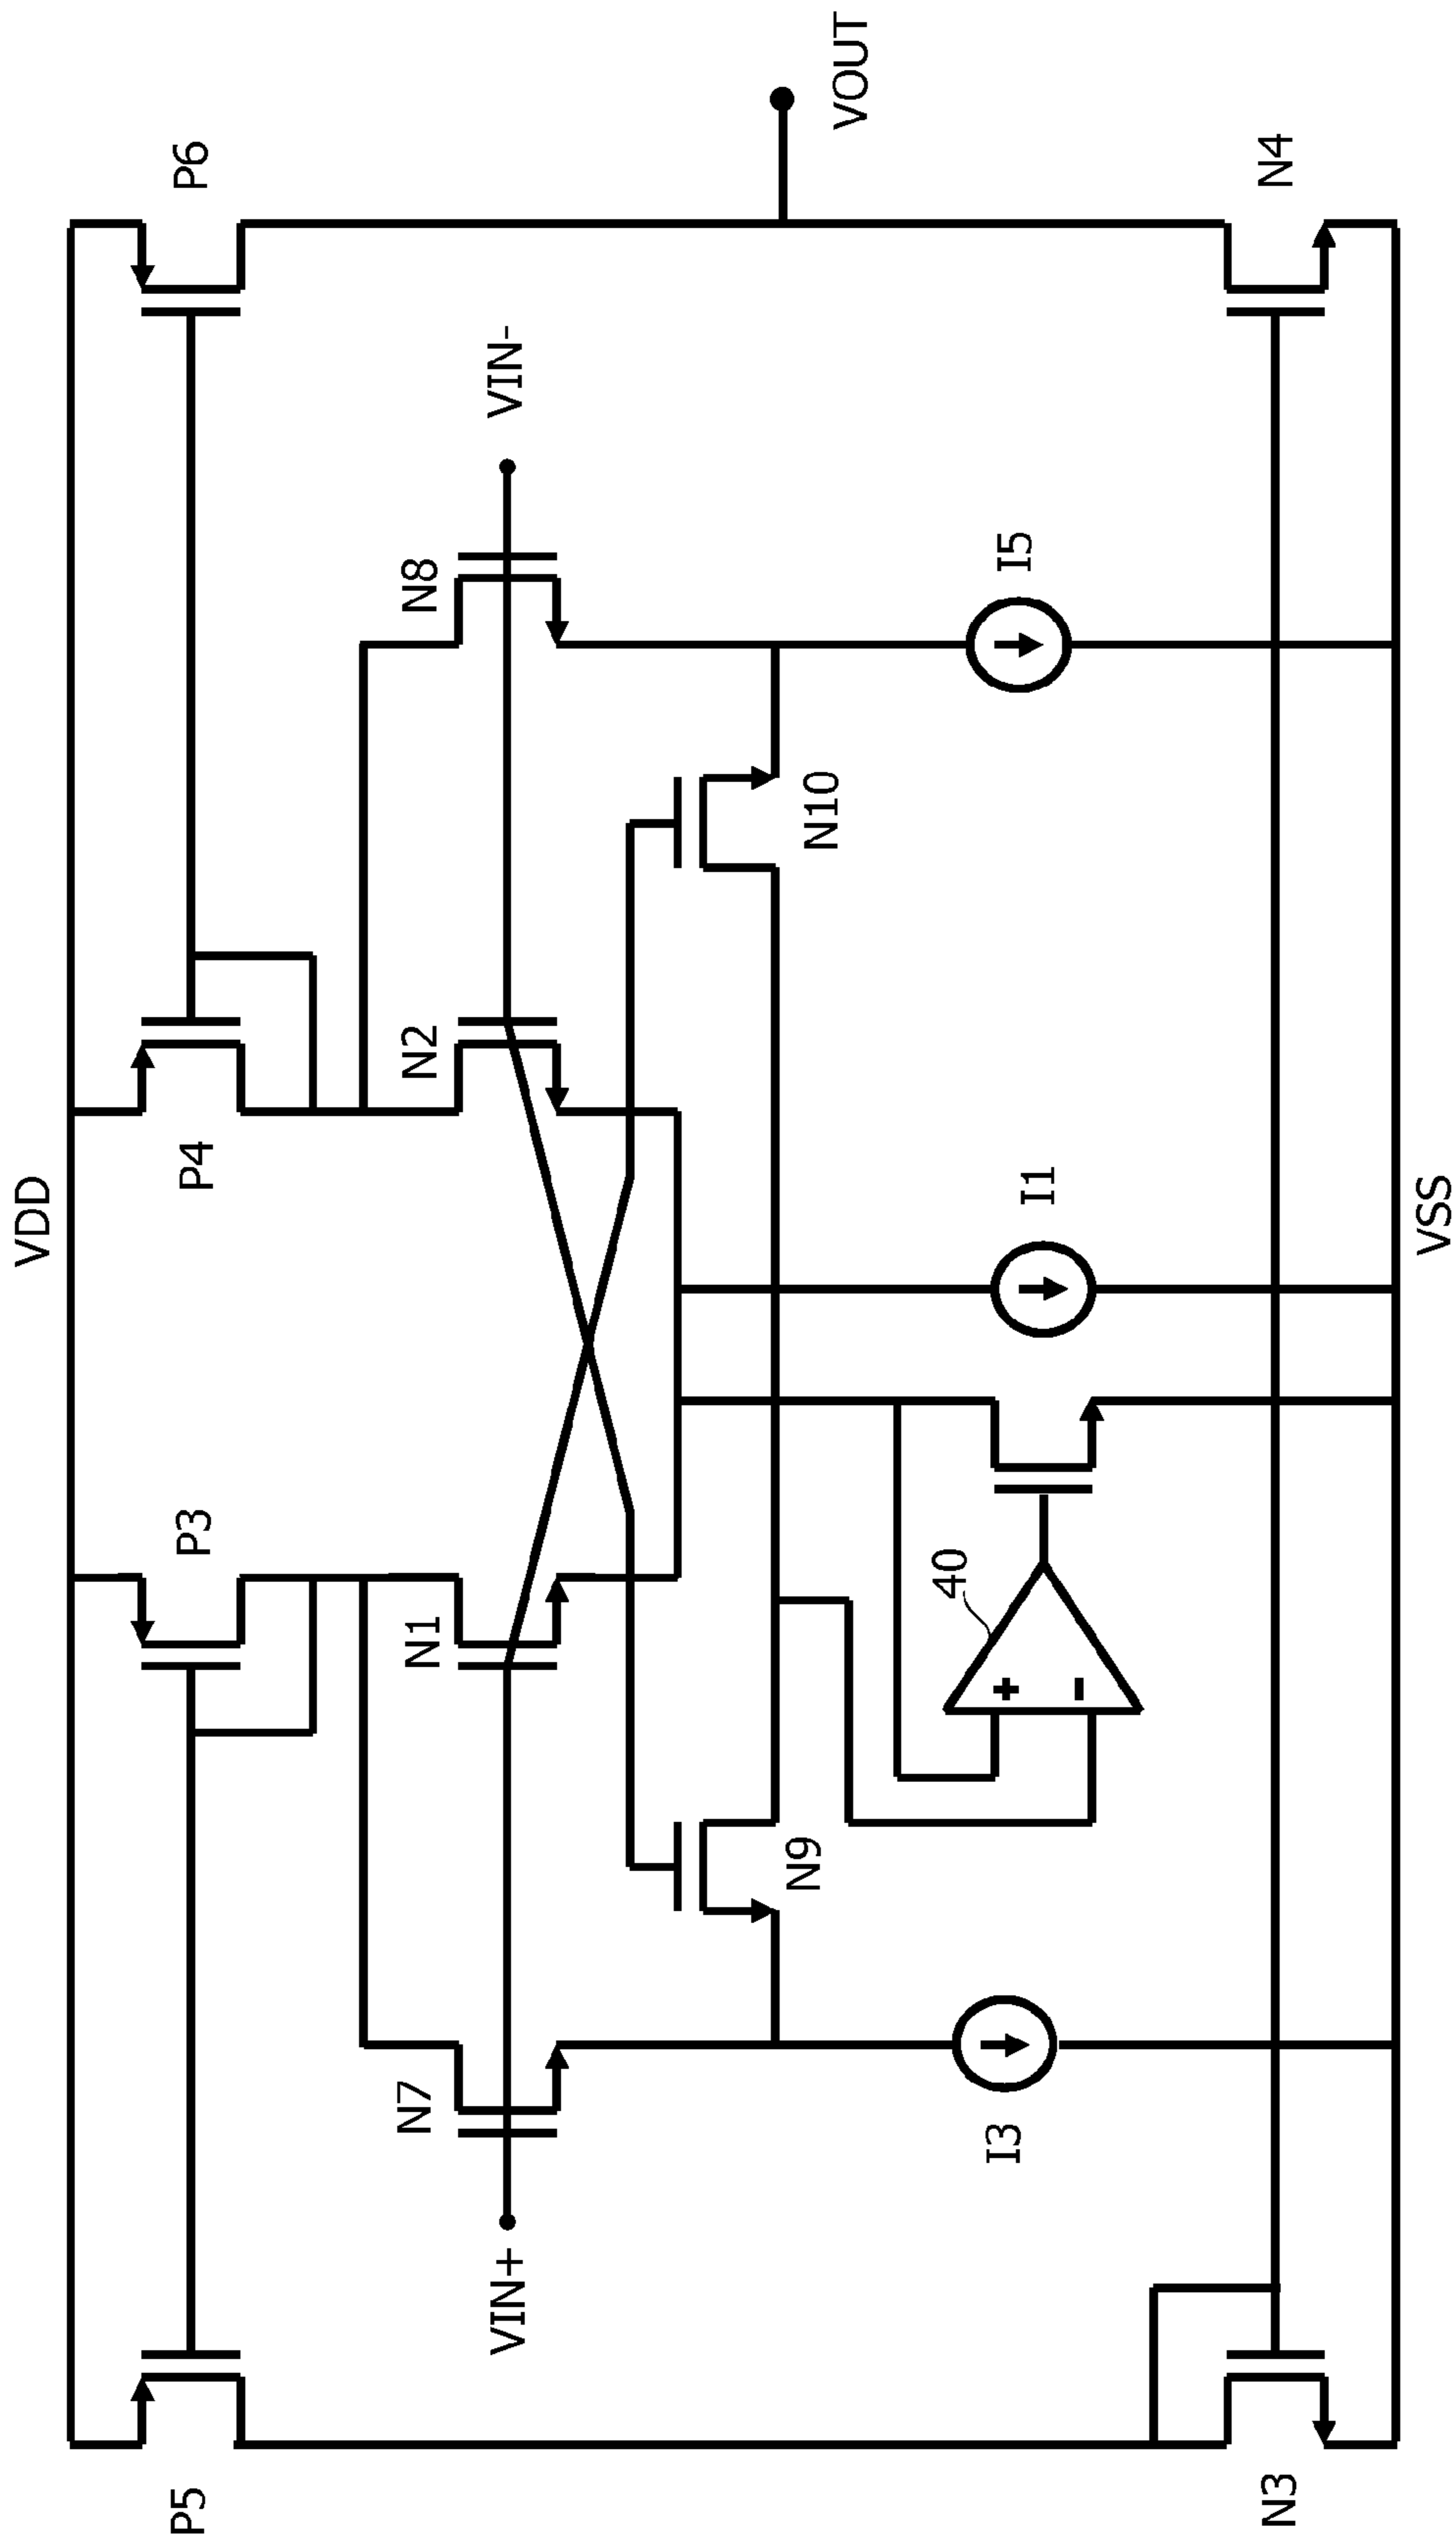 VDD
P5
P3
P4
P6
N7
N1
N2
N8
VIN+
VIN-
N9
N10
VOUT
40
+
-
I3
I1
I5
N3
N4
VSS